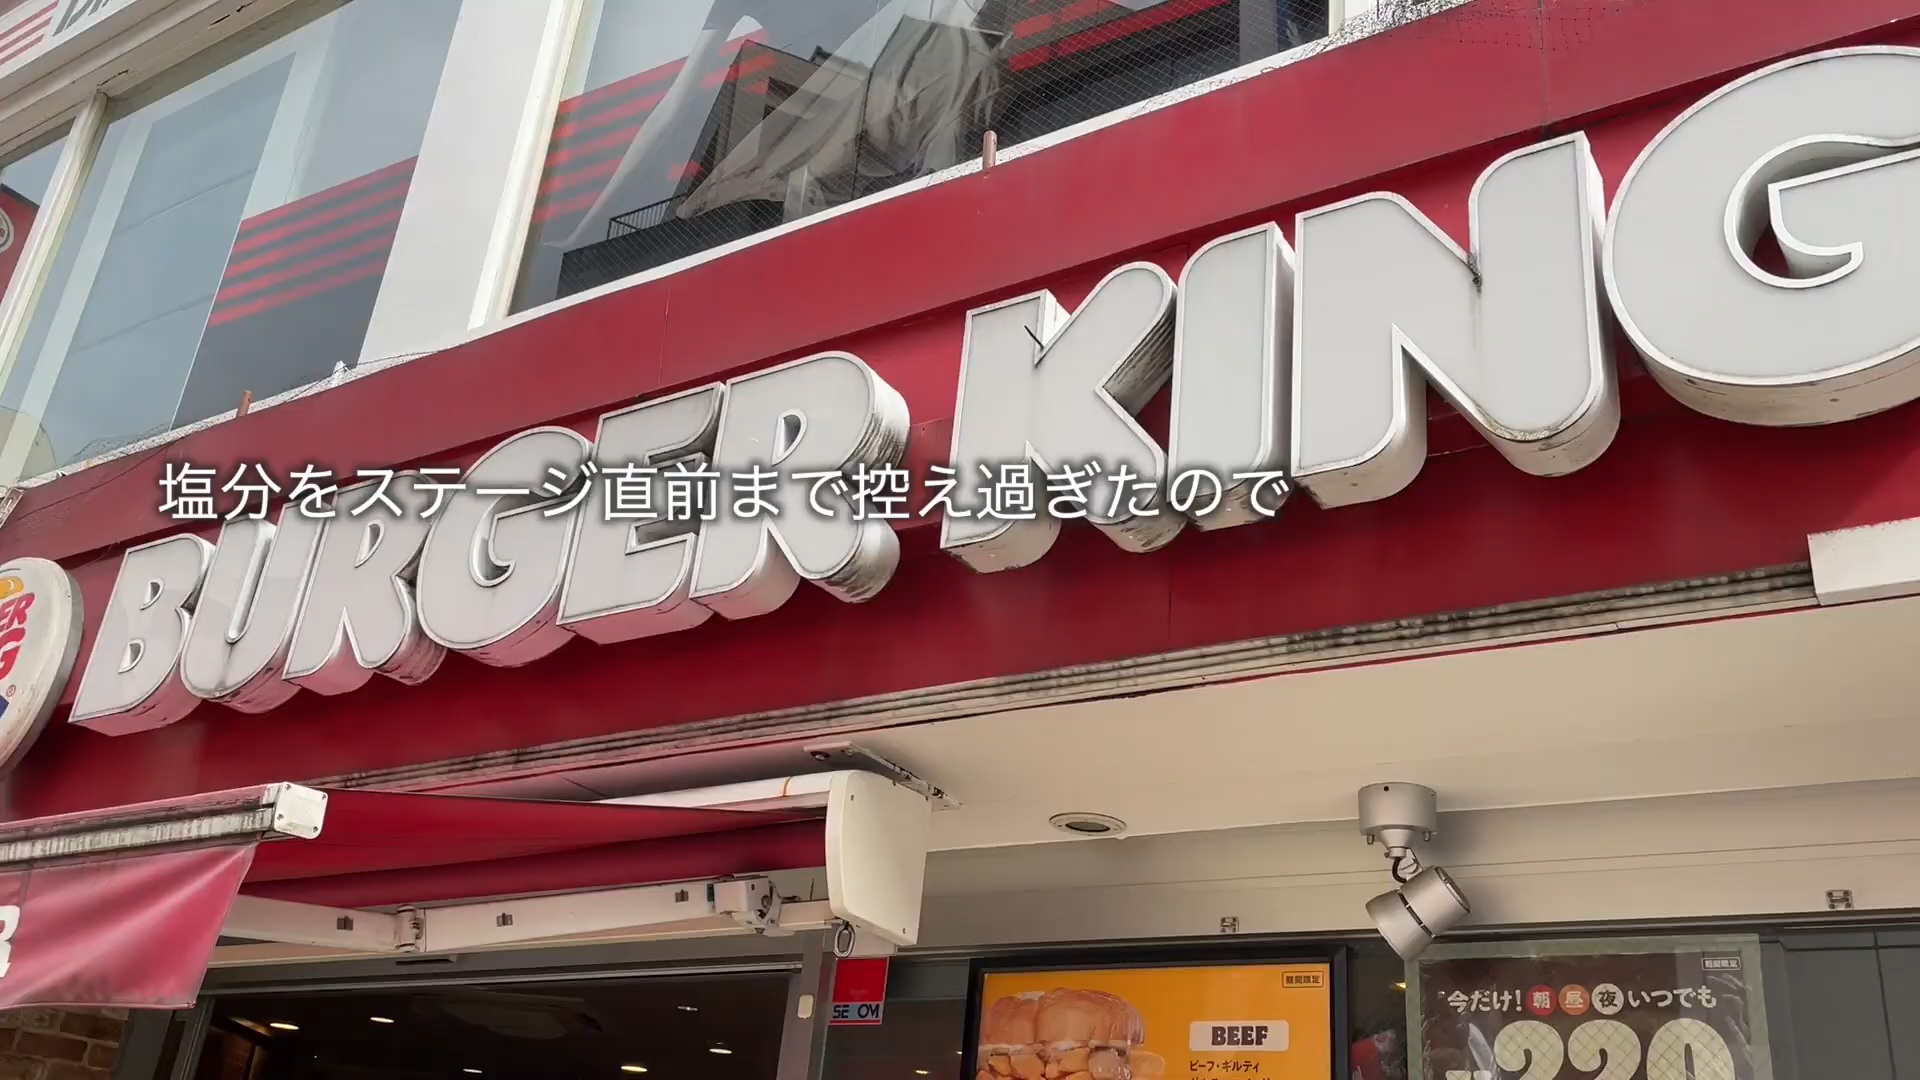 塩分をステージ直前まで控え過ぎたので
BURGER KING
期間限定
BEEF
ビーフ・ギルティ
SECOM
期間限定
今だけ! 朝 昼 夜 いつでも
220